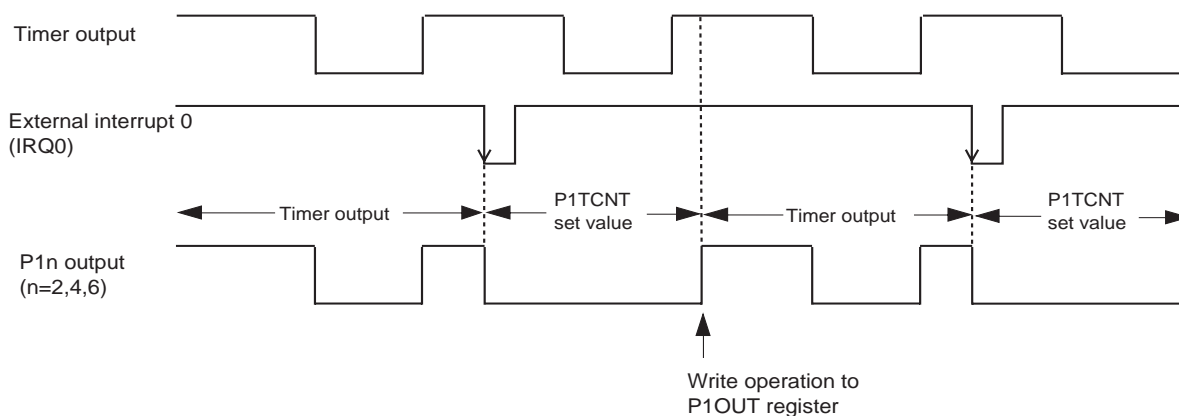 Timer output
External interrupt 0
(IRQ0)
Timer output
P1TCNT
set value
Timer output
P1TCNT
set value
P1n output
(n=2,4,6)
Write operation to
P1OUT register